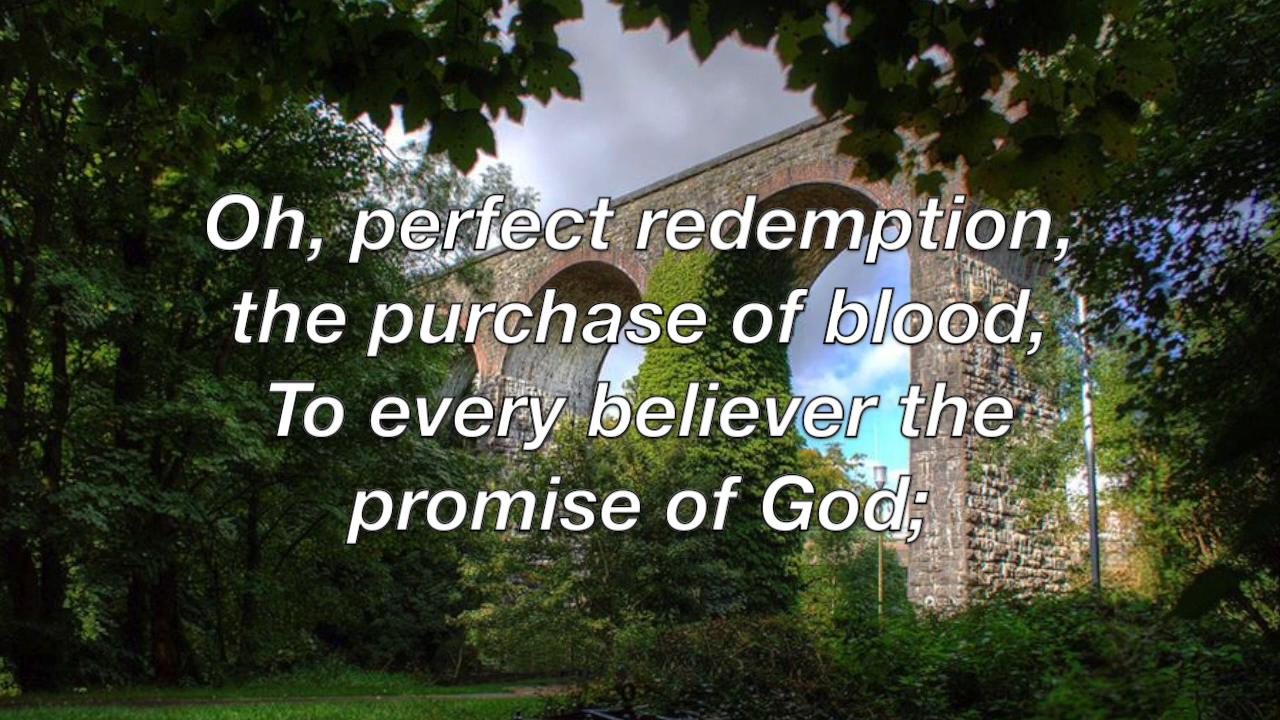 Oh, perfect redemption,
the purchase of blood,
To every believer the
promise of God;